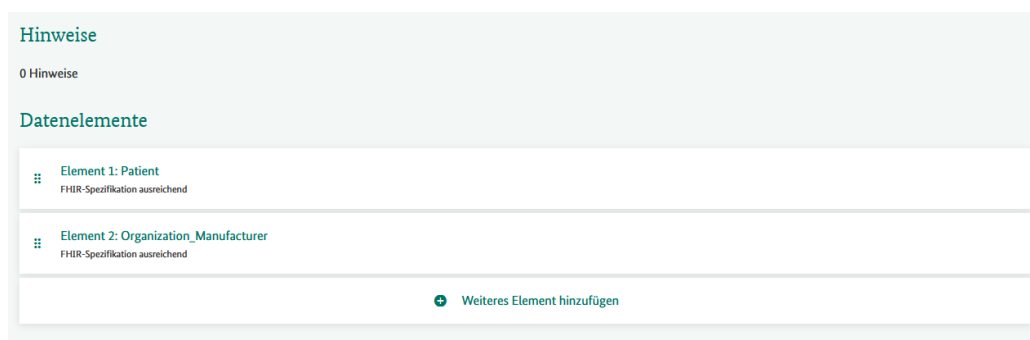 Hinweise
0 Hinweise
Datenelemente
Element 1: Patient
FHIR-Spezifikation ausreichend
Element 2: Organization_Manufacturer
FHIR-Spezifikation ausreichend
Weiteres Element hinzufügen